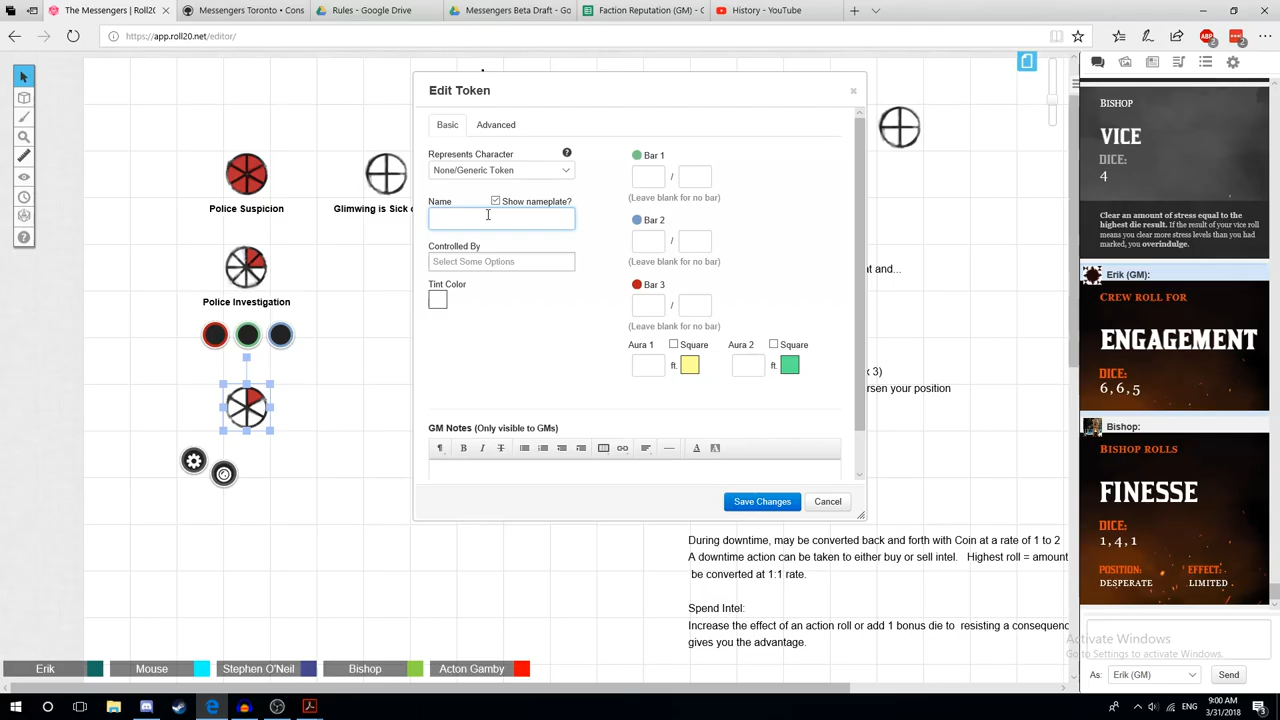 The Messengers | Roll20
Messengers Toronto • Cons
Rules - Google Drive
Messengers Beta Draft - Go
Faction Reputation (GM) - G
History - YouTube
https://app.roll20.net/editor/
2
2
Police Suspicion
Glimwing is Sick o
Police Investigation
Edit Token
×
Basic
Advanced
Represents Character
?
None/Generic Token
Name
Show nameplate?
Controlled By
Select Some Options
Tint Color
Bar 1
/
(Leave blank for no bar)
Bar 2
/
(Leave blank for no bar)
Bar 3
/
(Leave blank for no bar)
Aura 1
Square
Aura 2
Square
ft.
ft.
GM Notes (Only visible to GMs)
¶ B I S A A
Save Changes
Cancel
nt and...
x 3)
rsen your position
During downtime, may be converted back and forth with Coin at a rate of 1 to 2
A downtime action can be taken to either buy or sell intel. Highest roll = amount
be converted at 1:1 rate.
Spend Intel:
Increase the effect of an action roll or add 1 bonus die to resisting a consequenc
gives you the advantage.
BISHOP
VICE
DICE:
4
Clear an amount of stress equal to the
highest die result. If the result of your vice roll
means you clear more stress levels than you had
marked, you overindulge.
Erik (GM):
CREW ROLL FOR
ENGAGEMENT
DICE:
6,6,5
Bishop:
BISHOP ROLLS
FINESSE
DICE:
1,4,1
POSITION:
EFFECT:
DESPERATE
LIMITED
Activate Windows
Go to Settings to activate Windows.
As:
Erik (GM)
Send
Erik
Mouse
Stephen O'Neil
Bishop
Acton Gamby
ENG
9:00 AM
3/31/2018
3